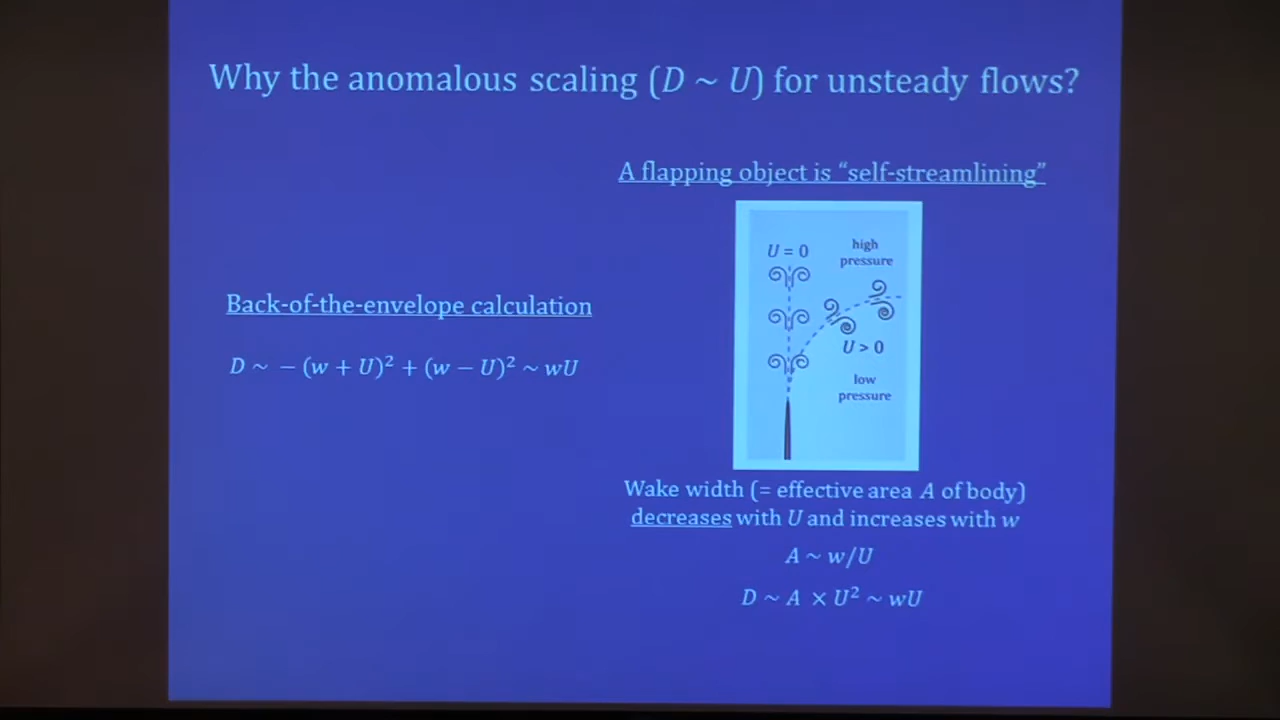 Why the anomalous scaling (D ~ U) for unsteady flows?
Back-of-the-envelope calculation
D ~ − (w + U)² + (w − U)² ~ wU
A flapping object is “self-streamlining”
U = 0
high
pressure
U > 0
low
pressure
Wake width (= effective area A of body)
decreases with U and increases with w
A ~ w/U
D ~ A × U² ~ wU